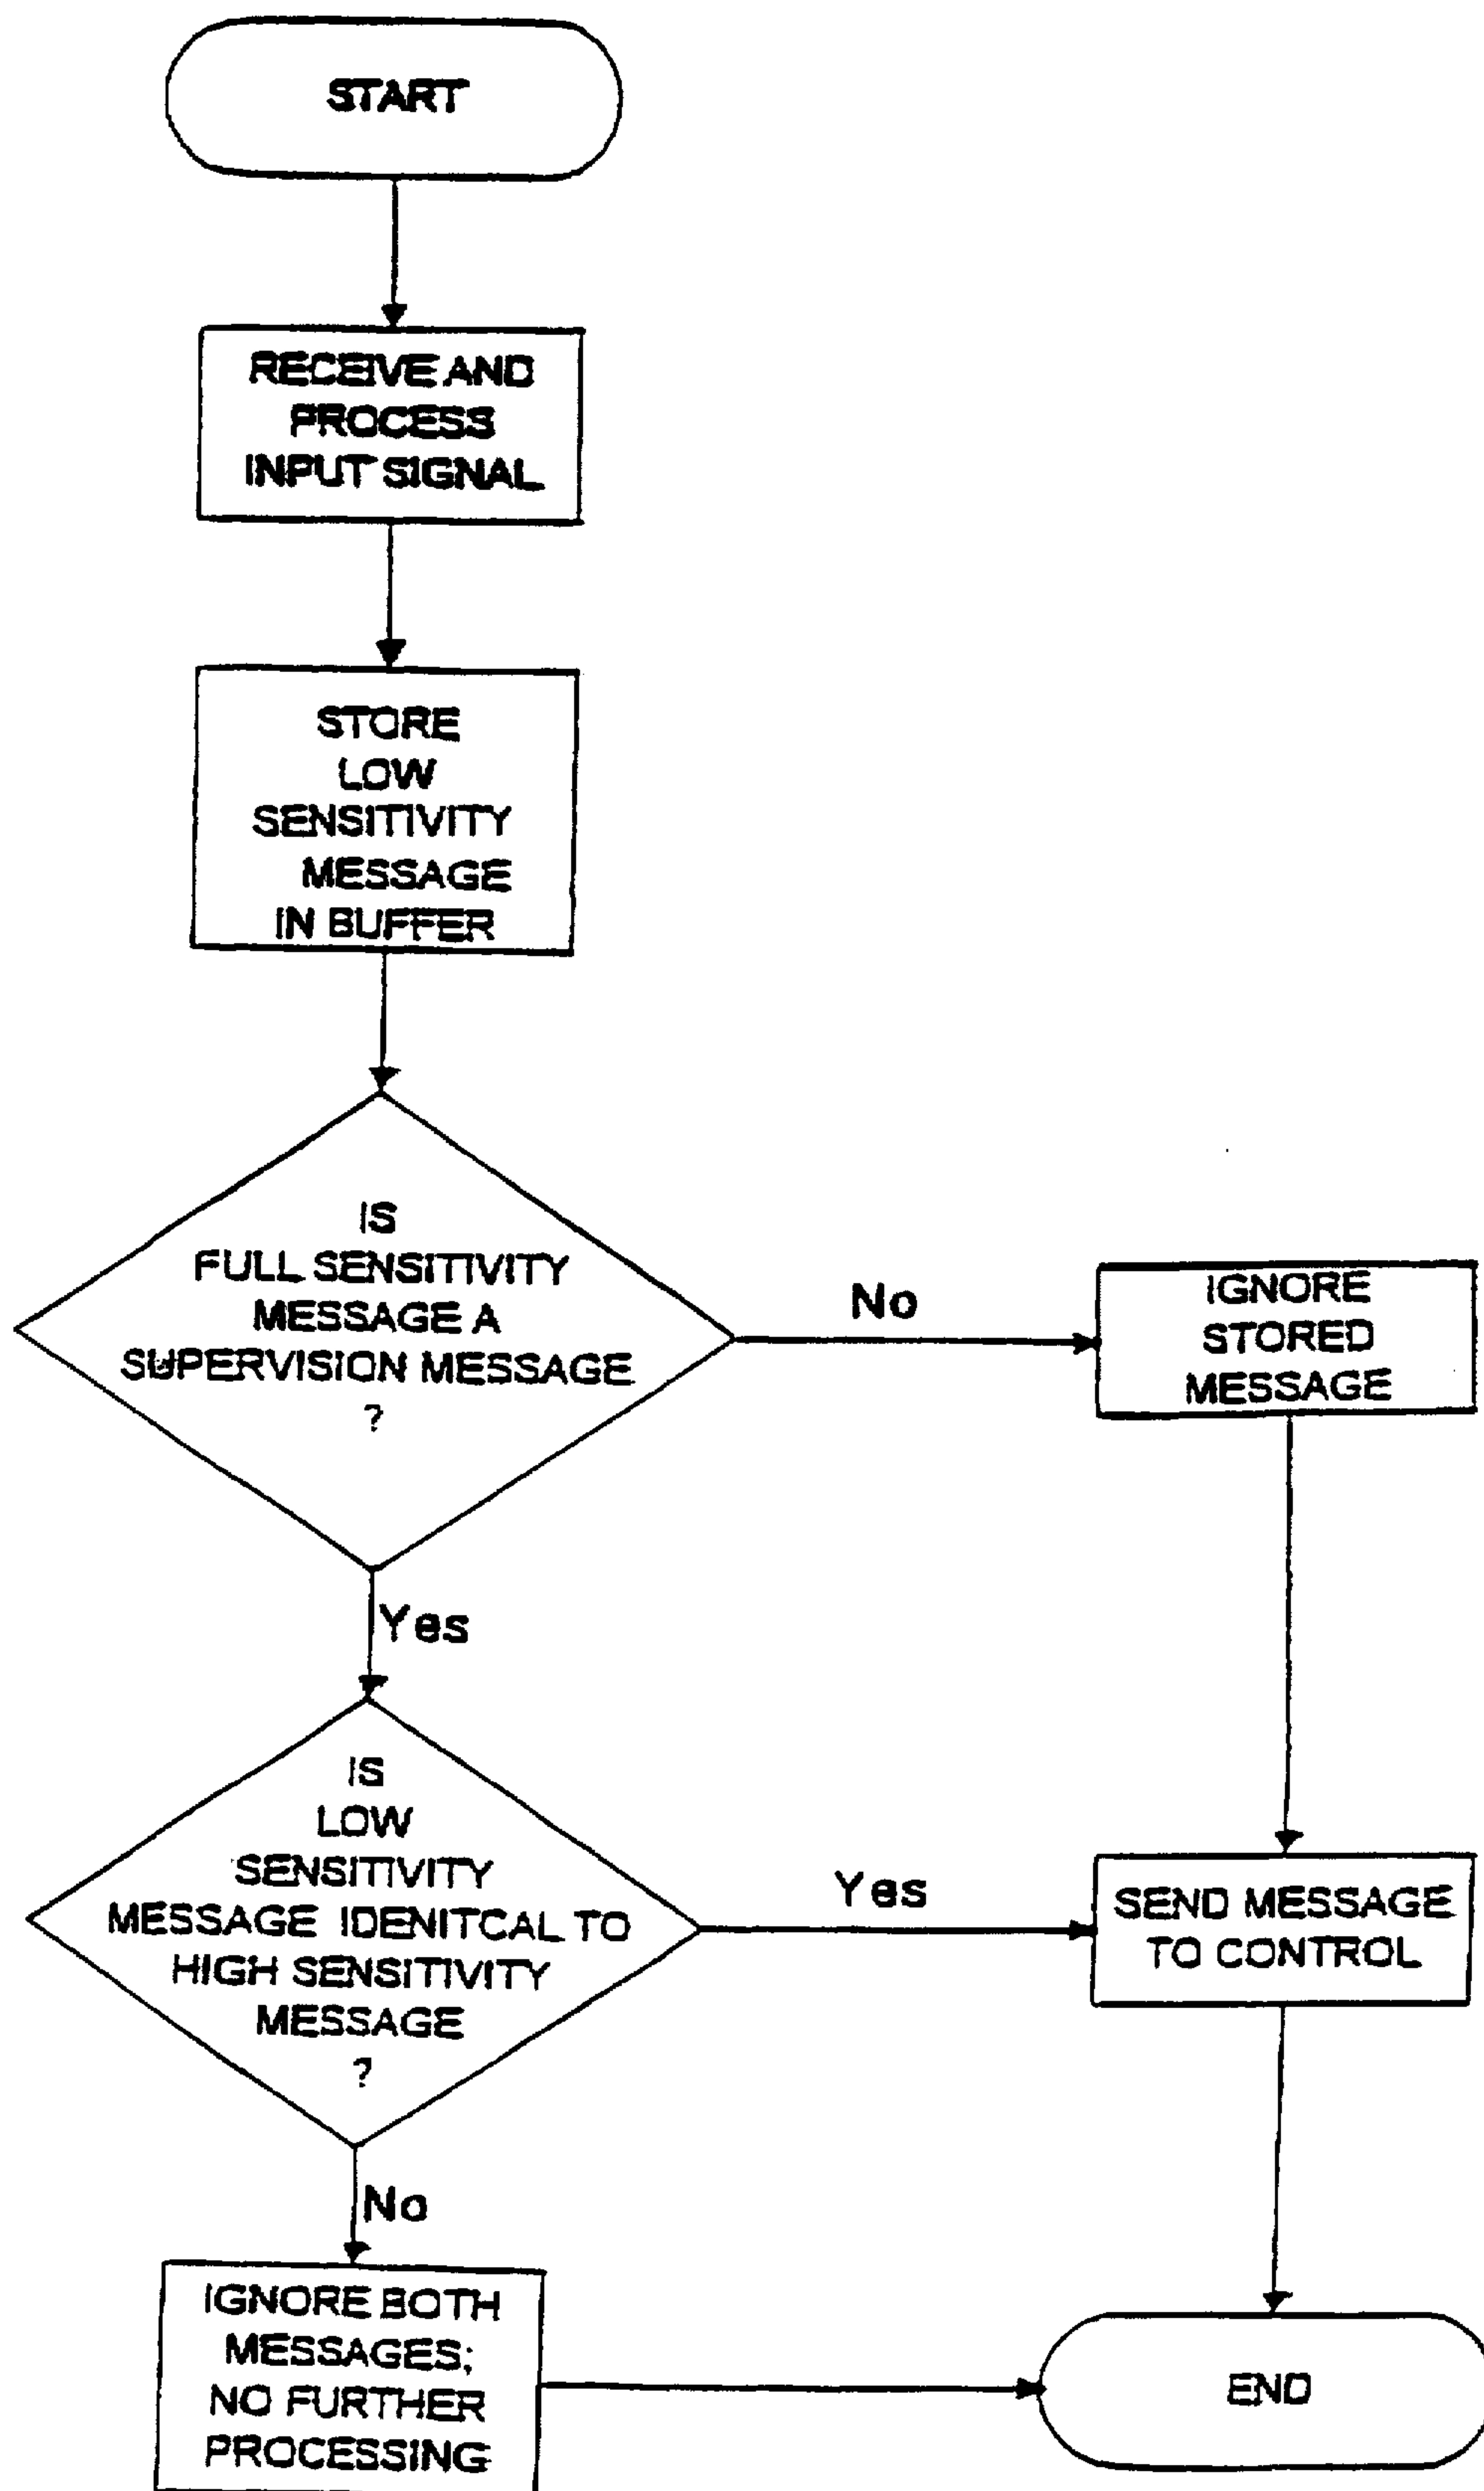 START
RECEIVE AND
PROCESS
INPUT SIGNAL
STORE
LOW
SENSITIVITY
MESSAGE
IN BUFFER
IS
FULL SENSITIVITY
MESSAGE A
SUPERVISION MESSAGE
?
No
IGNORE
STORED
MESSAGE
Yes
IS
LOW
SENSITIVITY
MESSAGE IDENITCAL TO
HIGH SENSITIVITY
MESSAGE
?
Yes
SEND MESSAGE
TO CONTROL
No
IGNORE BOTH
MESSAGES;
NO FURTHER
PROCESSING
END